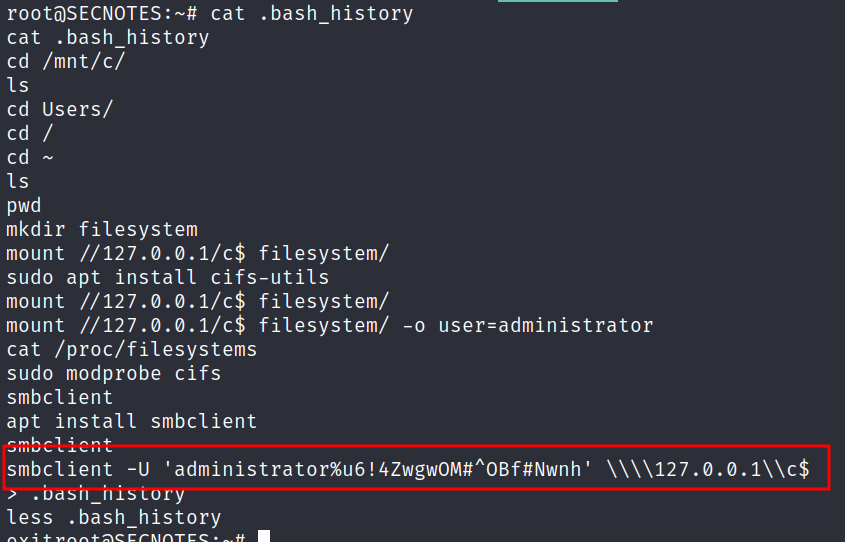 root@SECNOTES:~# cat .bash_history
cat .bash_history
cd /mnt/c/
ls
cd Users/
cd /
cd ~
ls
pwd
mkdir filesystem
mount //127.0.0.1/c$ filesystem/
sudo apt install cifs-utils
mount //127.0.0.1/c$ filesystem/
mount //127.0.0.1/c$ filesystem/ -o user=administrator
cat /proc/filesystems
sudo modprobe cifs
smbclient
apt install smbclient
smbclient
smbclient -U 'administrator%u6!4ZwgwOM#^OBf#Nwnh' \\\\127.0.0.1\\c$
> .bash_history
less .bash_history
exitroot@SECNOTES:~#